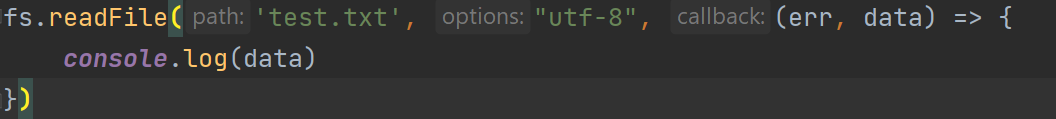 fs.readFile( path: 'test.txt', options: "utf-8", callback: (err, data) => {
    console.log(data)
})